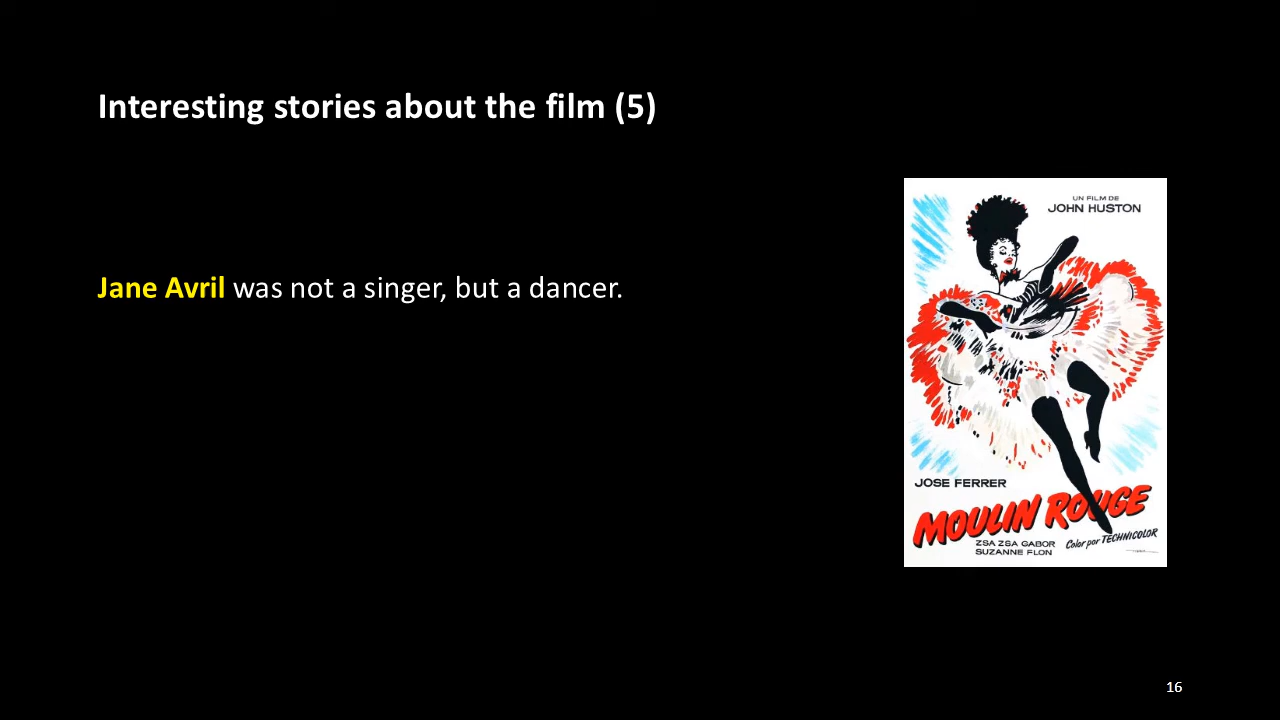 Interesting stories about the film (5)
Jane Avril was not a singer, but a dancer.
UN FILM DE
JOHN HUSTON
JOSE FERRER
MOULIN ROUGE
ZSA ZSA GABOR
SUZANNE FLON
Color por TECHNICOLOR
16